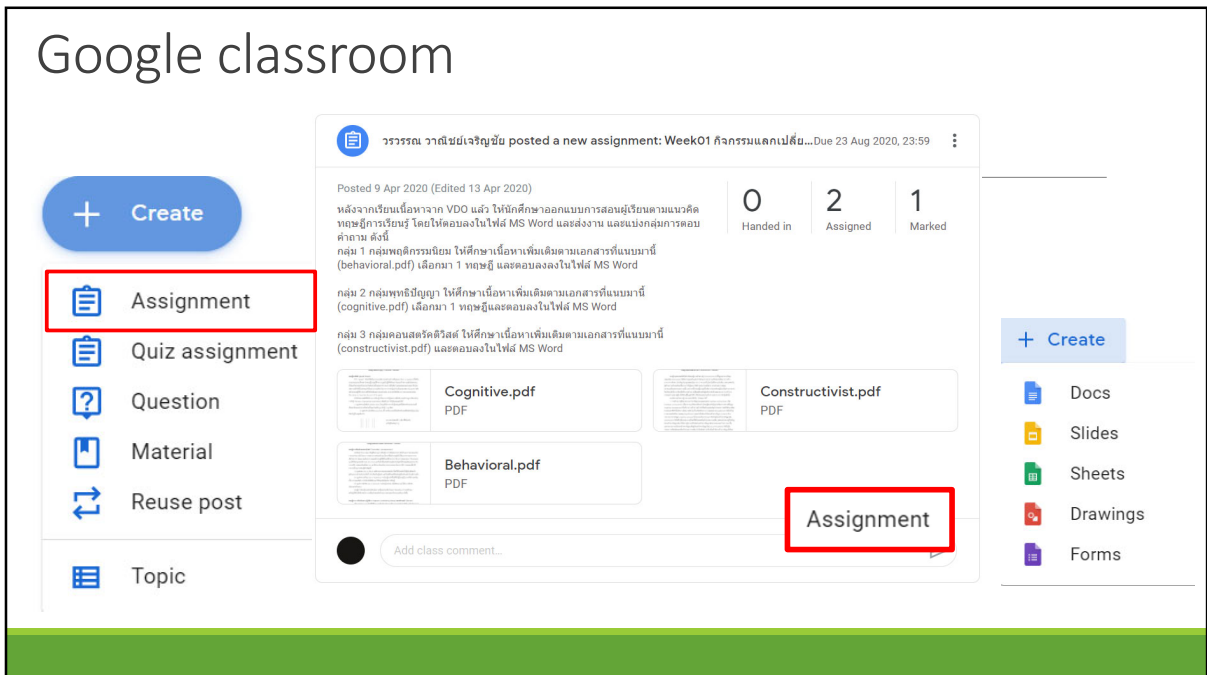 Google classroom
+ Create
Assignment
Quiz assignment
Question
Material
Reuse post
Topic
วรวรรณ วาณิชย์เจริญชัย posted a new assignment: Week01 กิจกรรมแลกเปลี่ย...Due 23 Aug 2020, 23:59
Posted 9 Apr 2020 (Edited 13 Apr 2020)
หลังจากเรียนเนื้อหาจาก VDO แล้ว ให้นักศึกษาออกแบบการสอนผู้เรียนตามแนวคิด
ทฤษฎีการเรียนรู้ โดยให้ตอบลงในไฟล์ MS Word และส่งงาน และแบ่งกลุ่มการตอบ
คำถาม ดังนี้
กลุ่ม 1 กลุ่มพฤติกรรมนิยม ให้ศึกษาเนื้อหาเพิ่มเติมตามเอกสารที่แนบมานี้
(behavioral.pdf) เลือกมา 1 ทฤษฎี และตอบลงลงในไฟล์ MS Word
กลุ่ม 2 กลุ่มพุทธิปัญญา ให้ศึกษาเนื้อหาเพิ่มเติมตามเอกสารที่แนบมานี้
(cognitive.pdf) เลือกมา 1 ทฤษฎีและตอบลงในไฟล์ MS Word
กลุ่ม 3 กลุ่มคอนสตรัคติวิสต์ ให้ศึกษาเนื้อหาเพิ่มเติมตามเอกสารที่แนบมานี้
(constructivist.pdf) และตอบลงในไฟล์ MS Word
0
Handed in
2
Assigned
1
Marked
Cognitive.pdf
PDF
Constructivist.pdf
PDF
Behavioral.pdf
PDF
Assignment
Add class comment...
+ Create
Docs
Slides
Sheets
Drawings
Forms